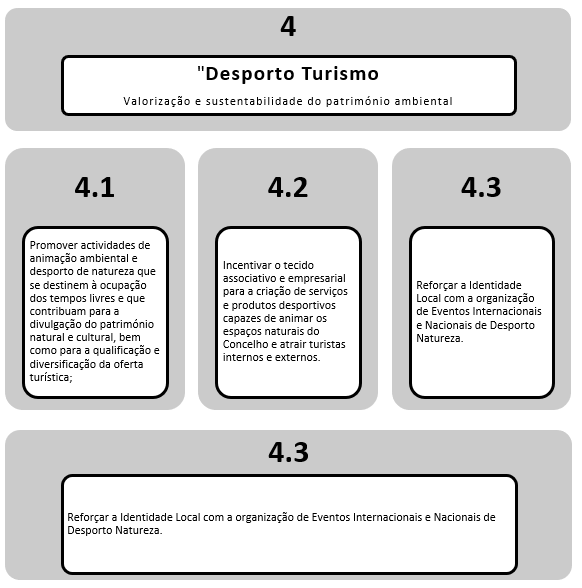 4
"Desporto Turismo
Valorização e sustentabilidade do património ambiental
4.1
Promover actividades de
animação ambiental e
desporto de natureza que
se destinem à ocupação
dos tempos livres e que
contribuam para a
divulgação do património
natural e cultural, bem
como para a qualificação e
diversificação da oferta
turística;
4.2
Incentivar o tecido
associativo e empresarial
para a criação de serviços
e produtos desportivos
capazes de animar os
espaços naturais do
Concelho e atrair turistas
internos e externos.
4.3
Reforçar a Identidade
Local com a organização
de Eventos Internacionais
e Nacionais de Desporto
Natureza.
4.3
Reforçar a Identidade Local com a organização de Eventos Internacionais e Nacionais de
Desporto Natureza.